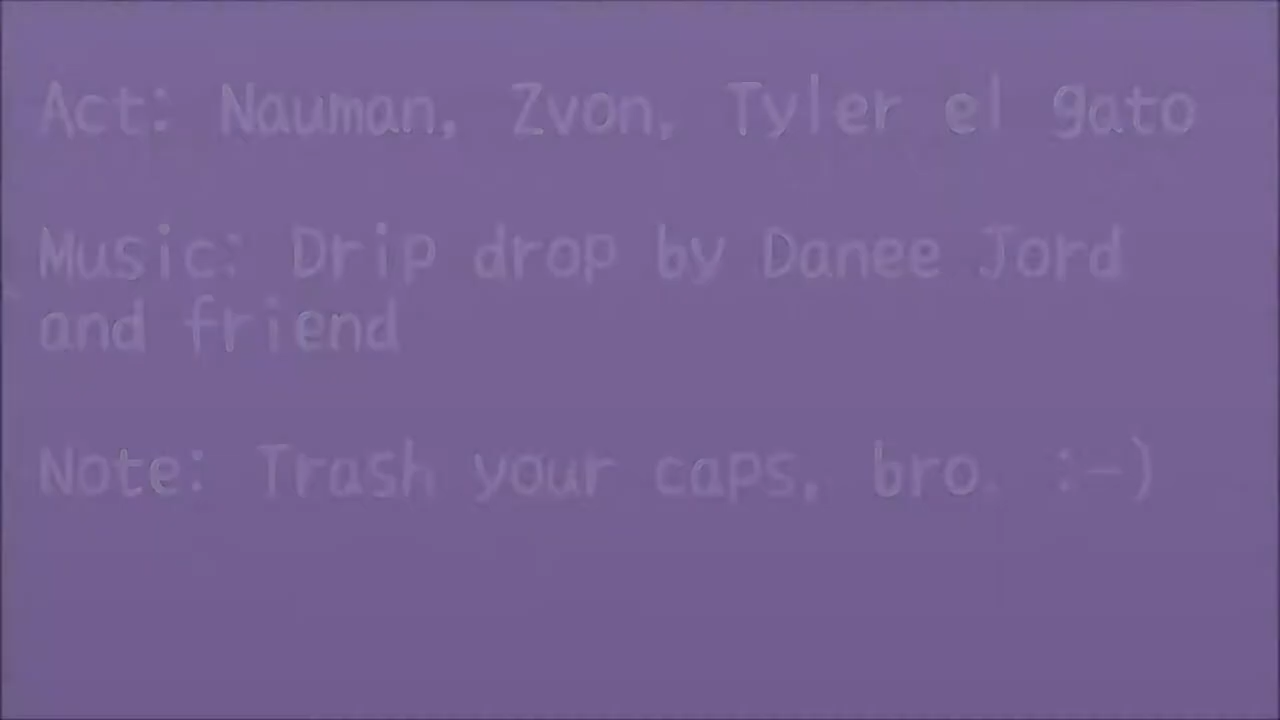 Act: Nauman, Zvon, Tyler el gato
Music: Drip drop by Danee Jord
and friend
Note: Trash your caps, bro. :-)